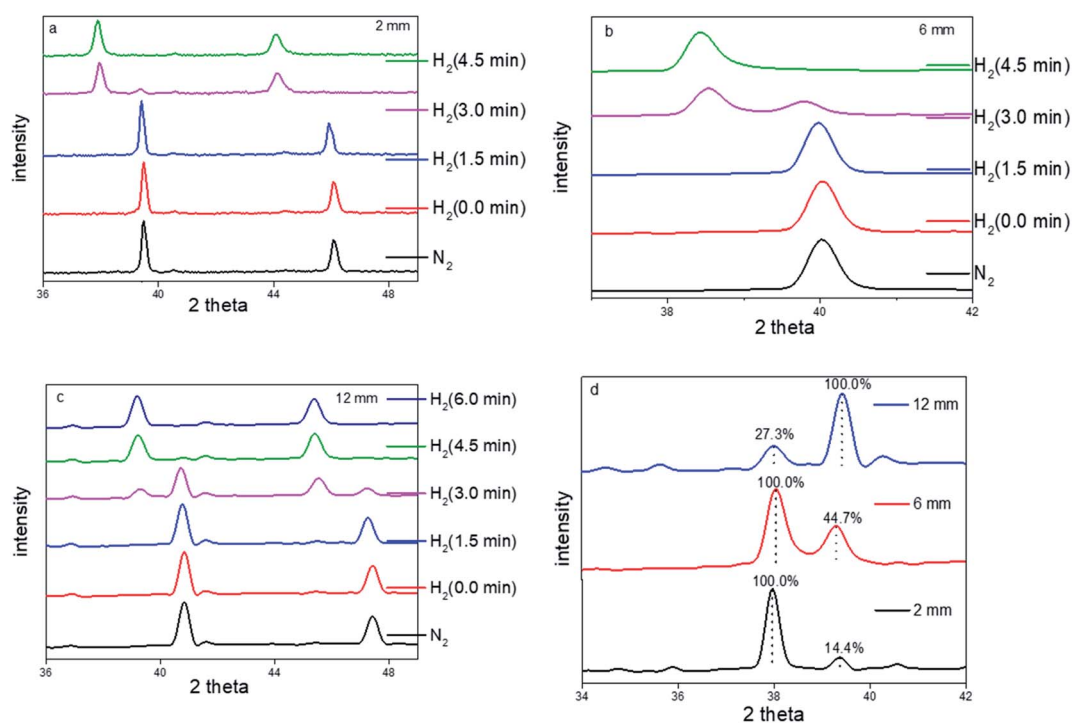 a
2 mm
H₂(4.5 min)
H₂(3.0 min)
H₂(1.5 min)
H₂(0.0 min)
N₂
intensity
36
40
44
48
2 theta
b
6 mm
H₂(4.5 min)
H₂(3.0 min)
H₂(1.5 min)
H₂(0.0 min)
N₂
intensity
38
40
42
2 theta
c
12 mm
H₂(6.0 min)
H₂(4.5 min)
H₂(3.0 min)
H₂(1.5 min)
H₂(0.0 min)
N₂
intensity
36
40
44
48
2 theta
d
100.0%
12 mm
27.3%
100.0%
6 mm
44.7%
100.0%
2 mm
14.4%
intensity
34
36
38
40
42
2 theta